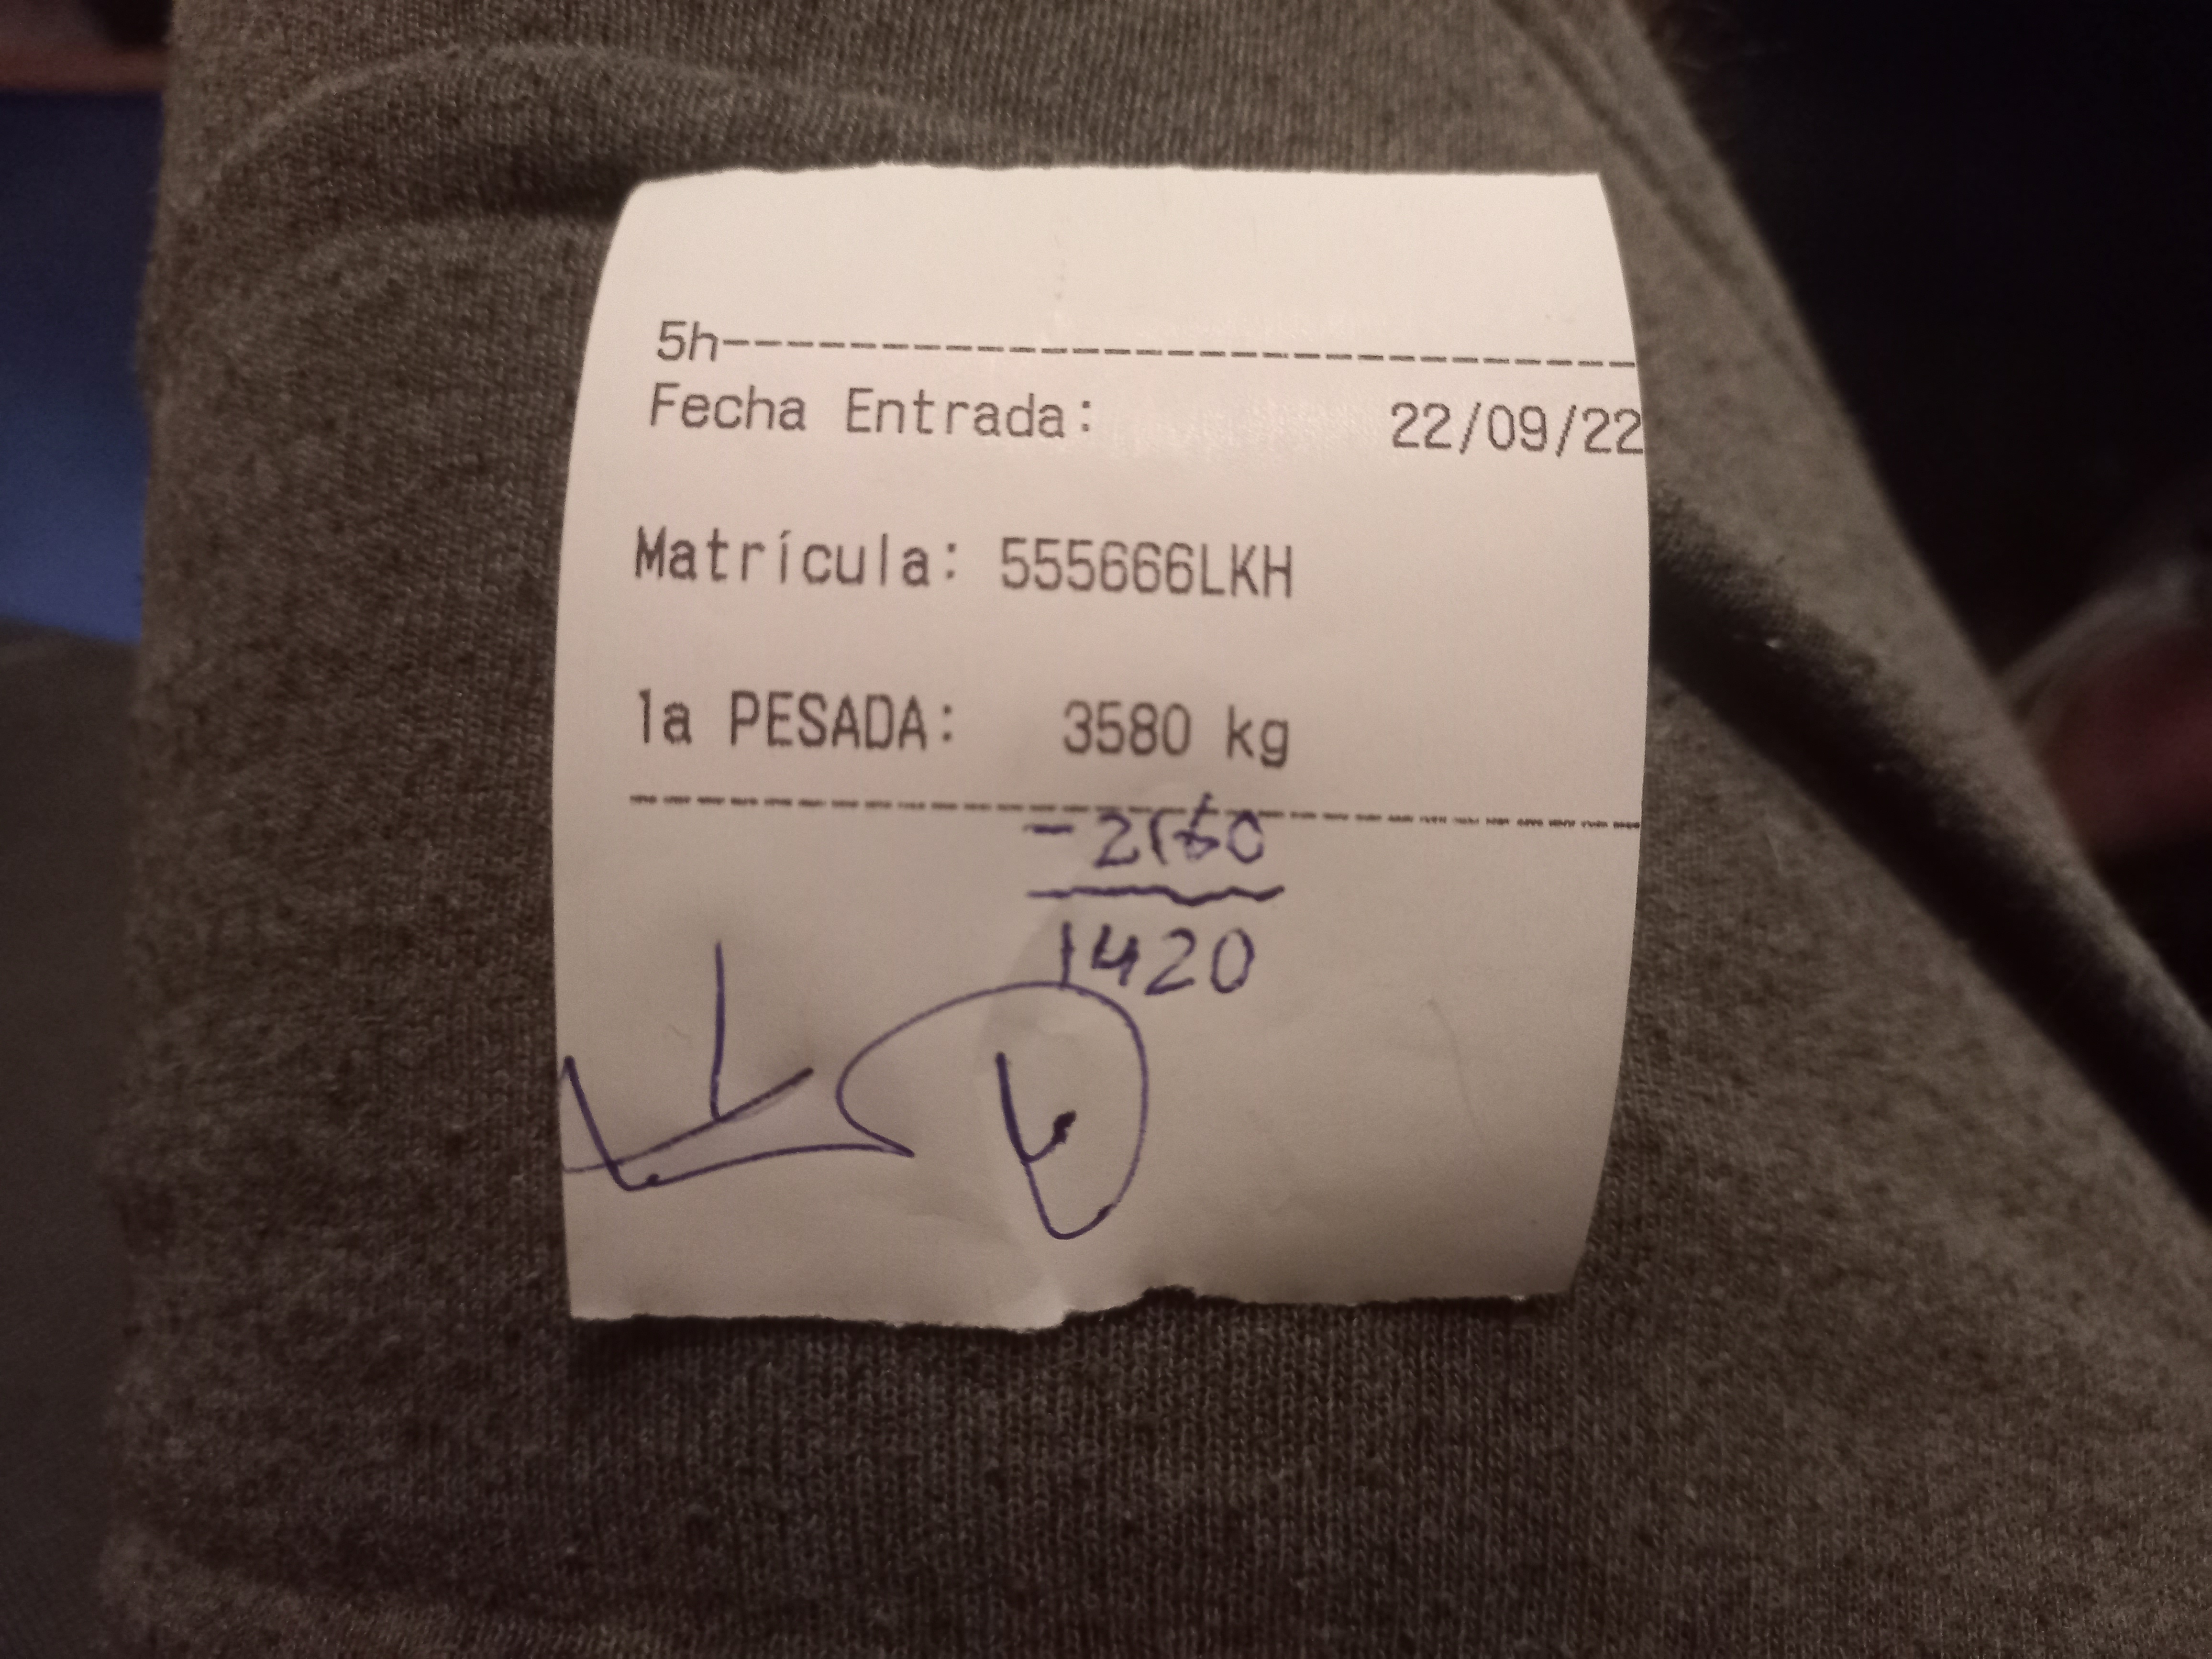 5h-----------------------------
Fecha Entrada: 22/09/22
Matrícula: 555666LKH
1a PESADA: 3580 kg
-2160
1420